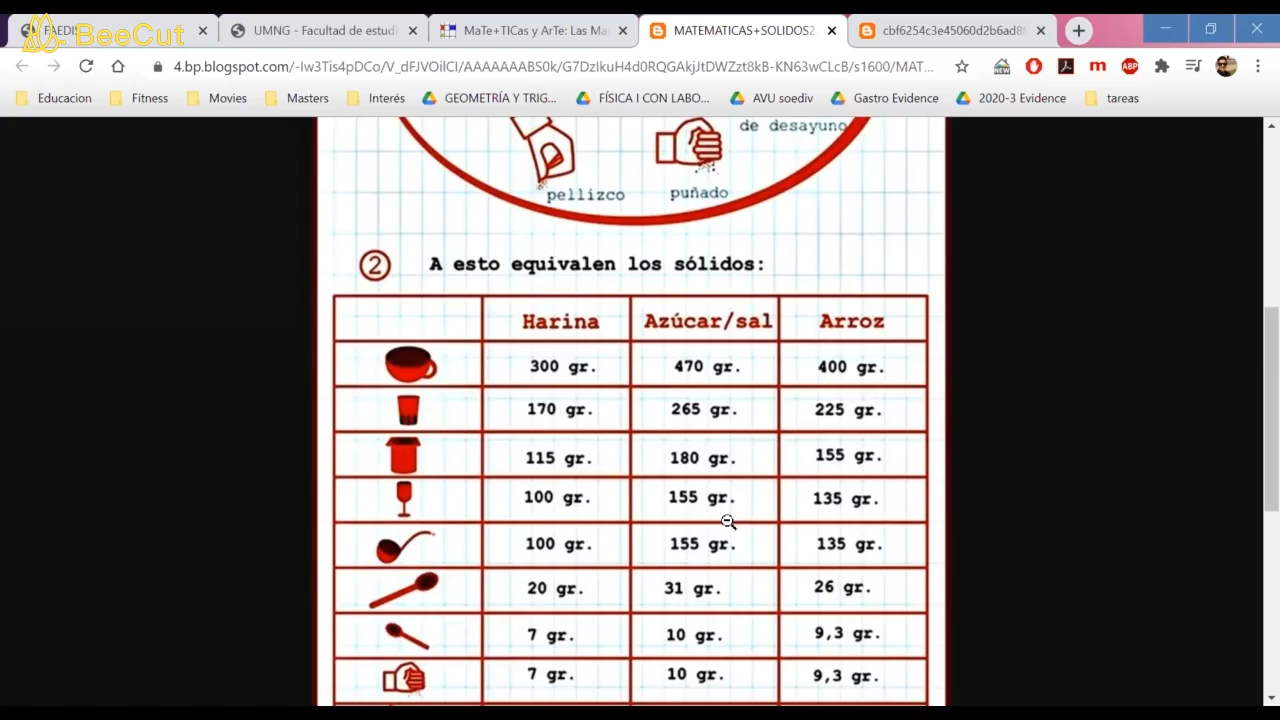 FAEDIS
UMNG - Facultad de estudi
MaTe+TICas y ArTe: Las Ma
MATEMATICAS+SOLIDOS2
cbf6254c3e45060d2b6ad8
BeeCut
4.bp.blogspot.com/-Iw3Tis4pDCo/V_dFJVOilCI/AAAAAAABS0k/G7DzIkuH4d0RQGAkjJtDWZzt8kB-KN63wCLcB/s1600/MAT...
NEW
m
ABP
Educacion
Fitness
Movies
Masters
Interés
GEOMETRÍA Y TRIG...
FÍSICA I CON LABO...
AVU soediv
Gastro Evidence
2020-3 Evidence
tareas
de desayuno
pellizco
puñado
2 A esto equivalen los sólidos:
Harina Azúcar/sal Arroz
300 gr. 470 gr. 400 gr.
170 gr. 265 gr. 225 gr.
115 gr. 180 gr. 155 gr.
100 gr. 155 gr. 135 gr.
100 gr. 155 gr. 135 gr.
20 gr. 31 gr. 26 gr.
7 gr. 10 gr. 9,3 gr.
7 gr. 10 gr. 9,3 gr.